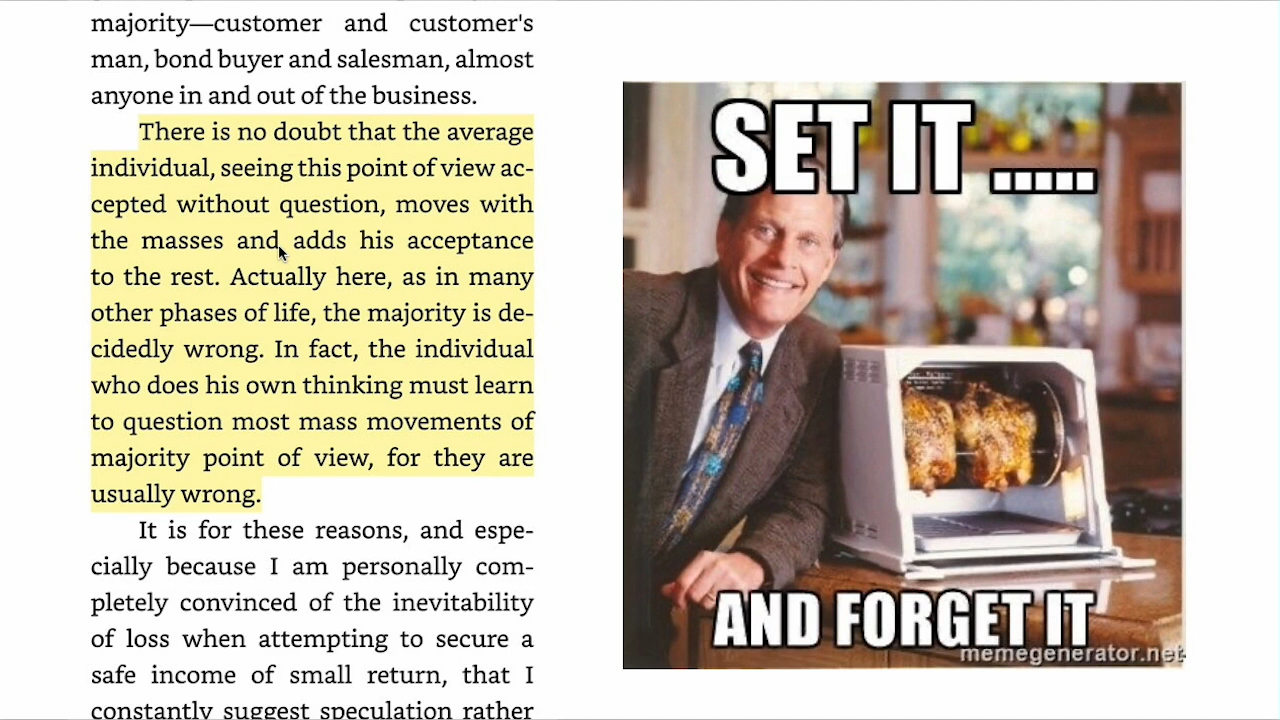 majority—customer and customer's
man, bond buyer and salesman, almost
anyone in and out of the business.
There is no doubt that the average
individual, seeing this point of view ac-
cepted without question, moves with
the masses and adds his acceptance
to the rest. Actually here, as in many
other phases of life, the majority is de-
cidedly wrong. In fact, the individual
who does his own thinking must learn
to question most mass movements of
majority point of view, for they are
usually wrong.
It is for these reasons, and espe-
cially because I am personally com-
pletely convinced of the inevitability
of loss when attempting to secure a
safe income of small return, that I
constantly suggest speculation rather
SET IT .....
AND FORGET IT
memegenerator.net